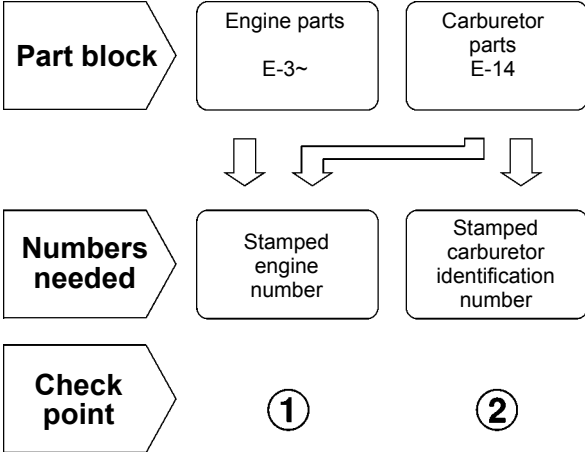 Part block
Engine parts
E-3~
Carburetor
parts
E-14
Numbers
needed
Stamped
engine
number
Stamped
carburetor
identification
number
Check
point
①
②